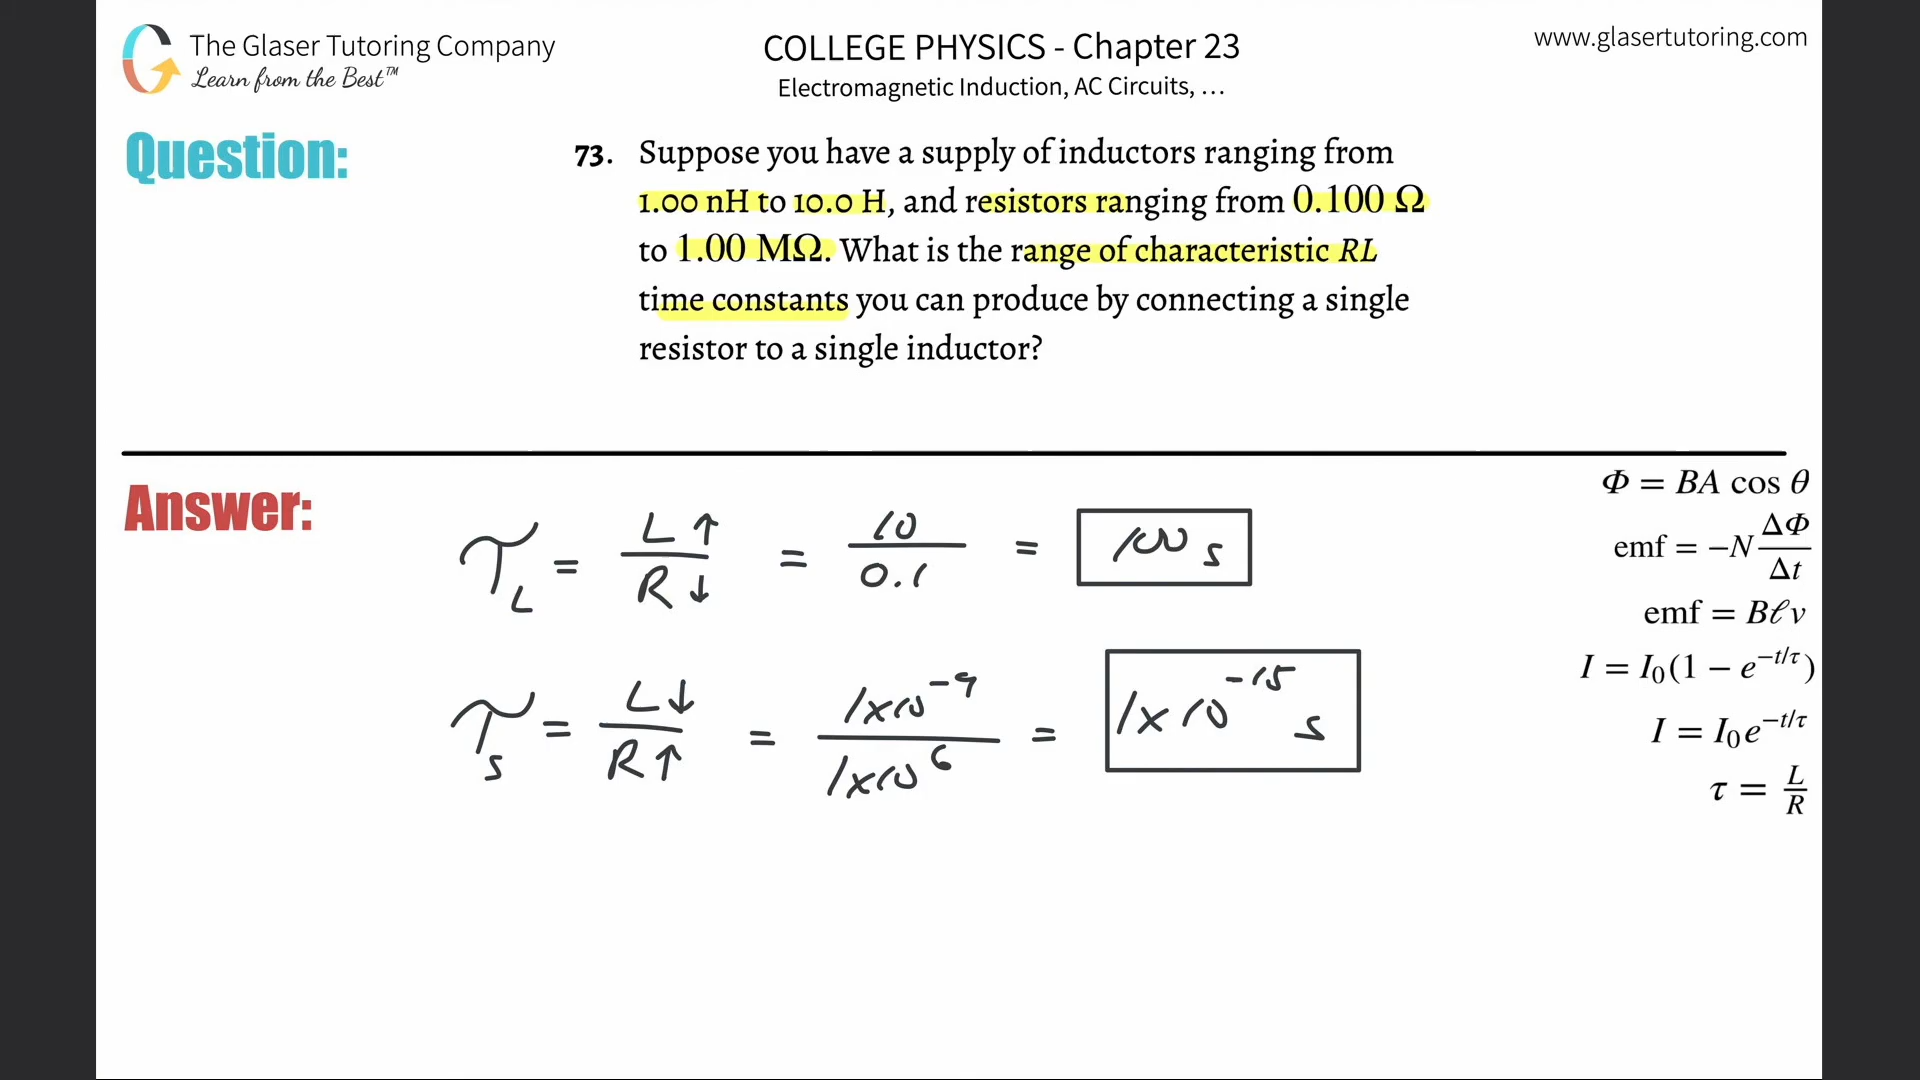 The Glaser Tutoring Company
Learn from the Best™
COLLEGE PHYSICS - Chapter 23
Electromagnetic Induction, AC Circuits, …
www.glasertutoring.com
Question:
73. Suppose you have a supply of inductors ranging from
1.00 nH to 10.0 H, and resistors ranging from 0.100 Ω
to 1.00 MΩ. What is the range of characteristic RL
time constants you can produce by connecting a single
resistor to a single inductor?
Answer:
τ_L = L↑ / R↓ = 10 / 0.1 = 100 s
τ_s = L↓ / R↑ = 1x10^-9 / 1x10^6 = 1x10^-15 s
Φ = BA cos θ
emf = −N ΔΦ / Δt
emf = Bℓv
I = I₀(1 − e^−t/τ)
I = I₀e^−t/τ
τ = L / R